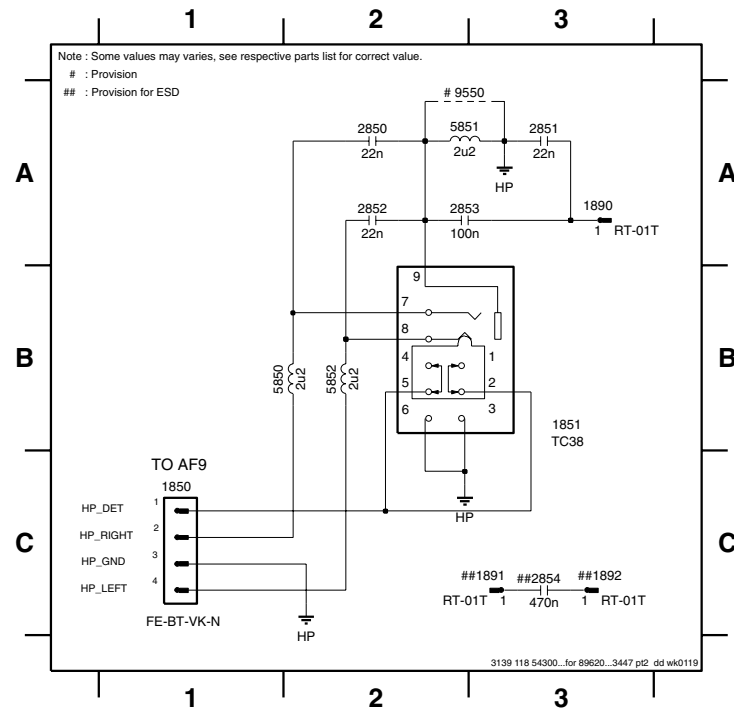 1 2 3
Note : Some values may varies, see respective parts list for correct value.
# : Provision
## : Provision for ESD
# 9550
2850 5851 2851
22n 2u2 22n
A A
HP
2852 2853 1890
22n 100n 1 RT-01T
9
7
8
B B
4 1
5850 2u2 5852 2u2
5 2
6 3
1851
TC38
TO AF9
1850
HP_DET 1
HP_RIGHT 2
HP_GND 3
HP_LEFT 4
HP
C C
##1891 ##2854 ##1892
RT-01T 1 470n 1 RT-01T
FE-BT-VK-N
HP
3139 118 54300...for 89620...3447 pt2 dd wk0119
1 2 3